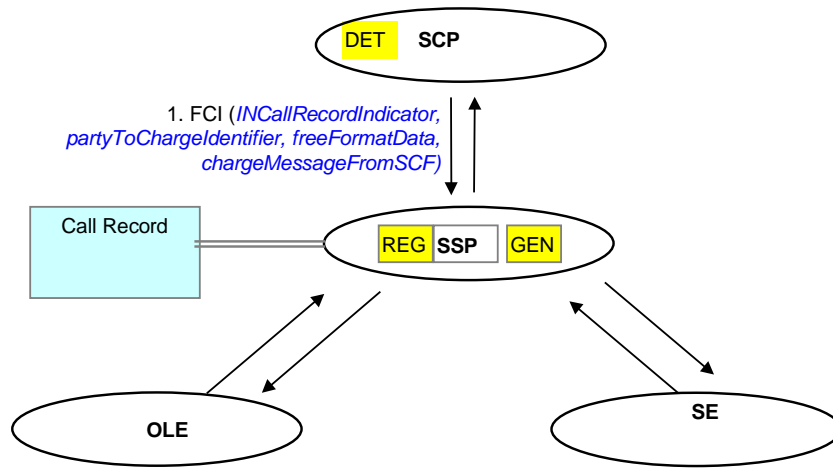 DET SCP
1. FCI (INCallRecordIndicator,
partyToChargeIdentifier, freeFormatData,
chargeMessageFromSCF)
Call Record
REG SSP GEN
OLE
SE